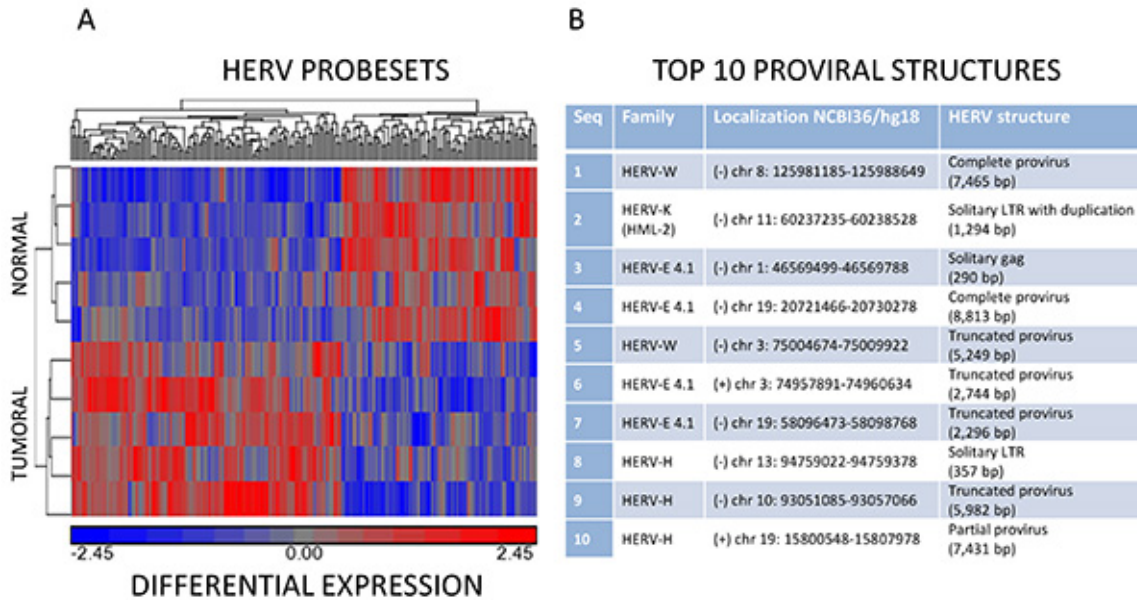 A
HERV PROBESETS
NORMAL
TUMORAL
-2.45 0.00 2.45
DIFFERENTIAL EXPRESSION
B
TOP 10 PROVIRAL STRUCTURES
Seq Family Localization NCBI36/hg18 HERV structure
1 HERV-W (-) chr 8: 125981185-125988649 Complete provirus
(7,465 bp)
2 HERV-K
(HML-2) (-) chr 11: 60237235-60238528 Solitary LTR with duplication
(1,294 bp)
3 HERV-E 4.1 (-) chr 1: 46569499-46569788 Solitary gag
(290 bp)
4 HERV-E 4.1 (-) chr 19: 20721466-20730278 Complete provirus
(8,813 bp)
5 HERV-W (-) chr 3: 75004674-75009922 Truncated provirus
(5,249 bp)
6 HERV-E 4.1 (+) chr 3: 74957891-74960634 Truncated provirus
(2,744 bp)
7 HERV-E 4.1 (-) chr 19: 58096473-58098768 Truncated provirus
(2,296 bp)
8 HERV-H (-) chr 13: 94759022-94759378 Solitary LTR
(357 bp)
9 HERV-H (-) chr 10: 93051085-93057066 Truncated provirus
(5,982 bp)
10 HERV-H (+) chr 19: 15800548-15807978 Partial provirus
(7,431 bp)